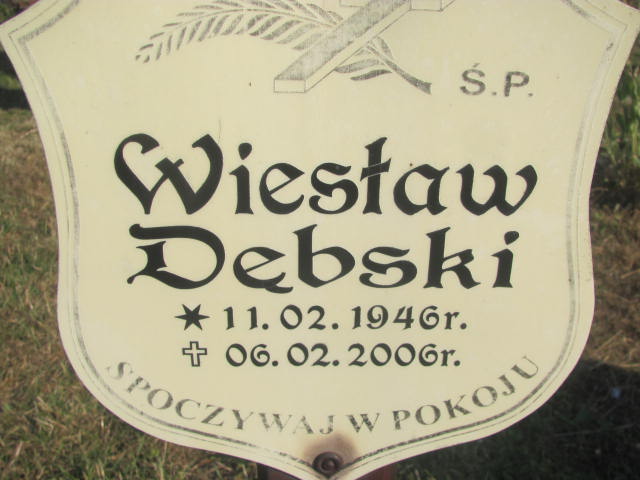 Ś.P.
Wiesław
Dębski
11.02.1946r.
06.02.2006r.
SPOCZYWAJ W POKOJU